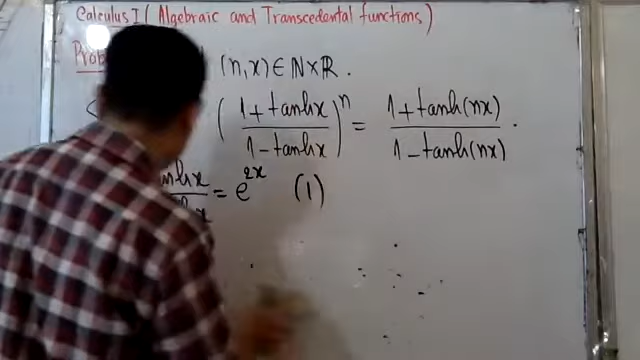 Calculus I (Algebraic and Transcedental functions)
(n,x) ∈ ℕ×ℝ.
((1+tanhx)/(1-tanhx))^n = (1+tanh(nx))/(1-tanh(nx)).
= e^{2x} (1)